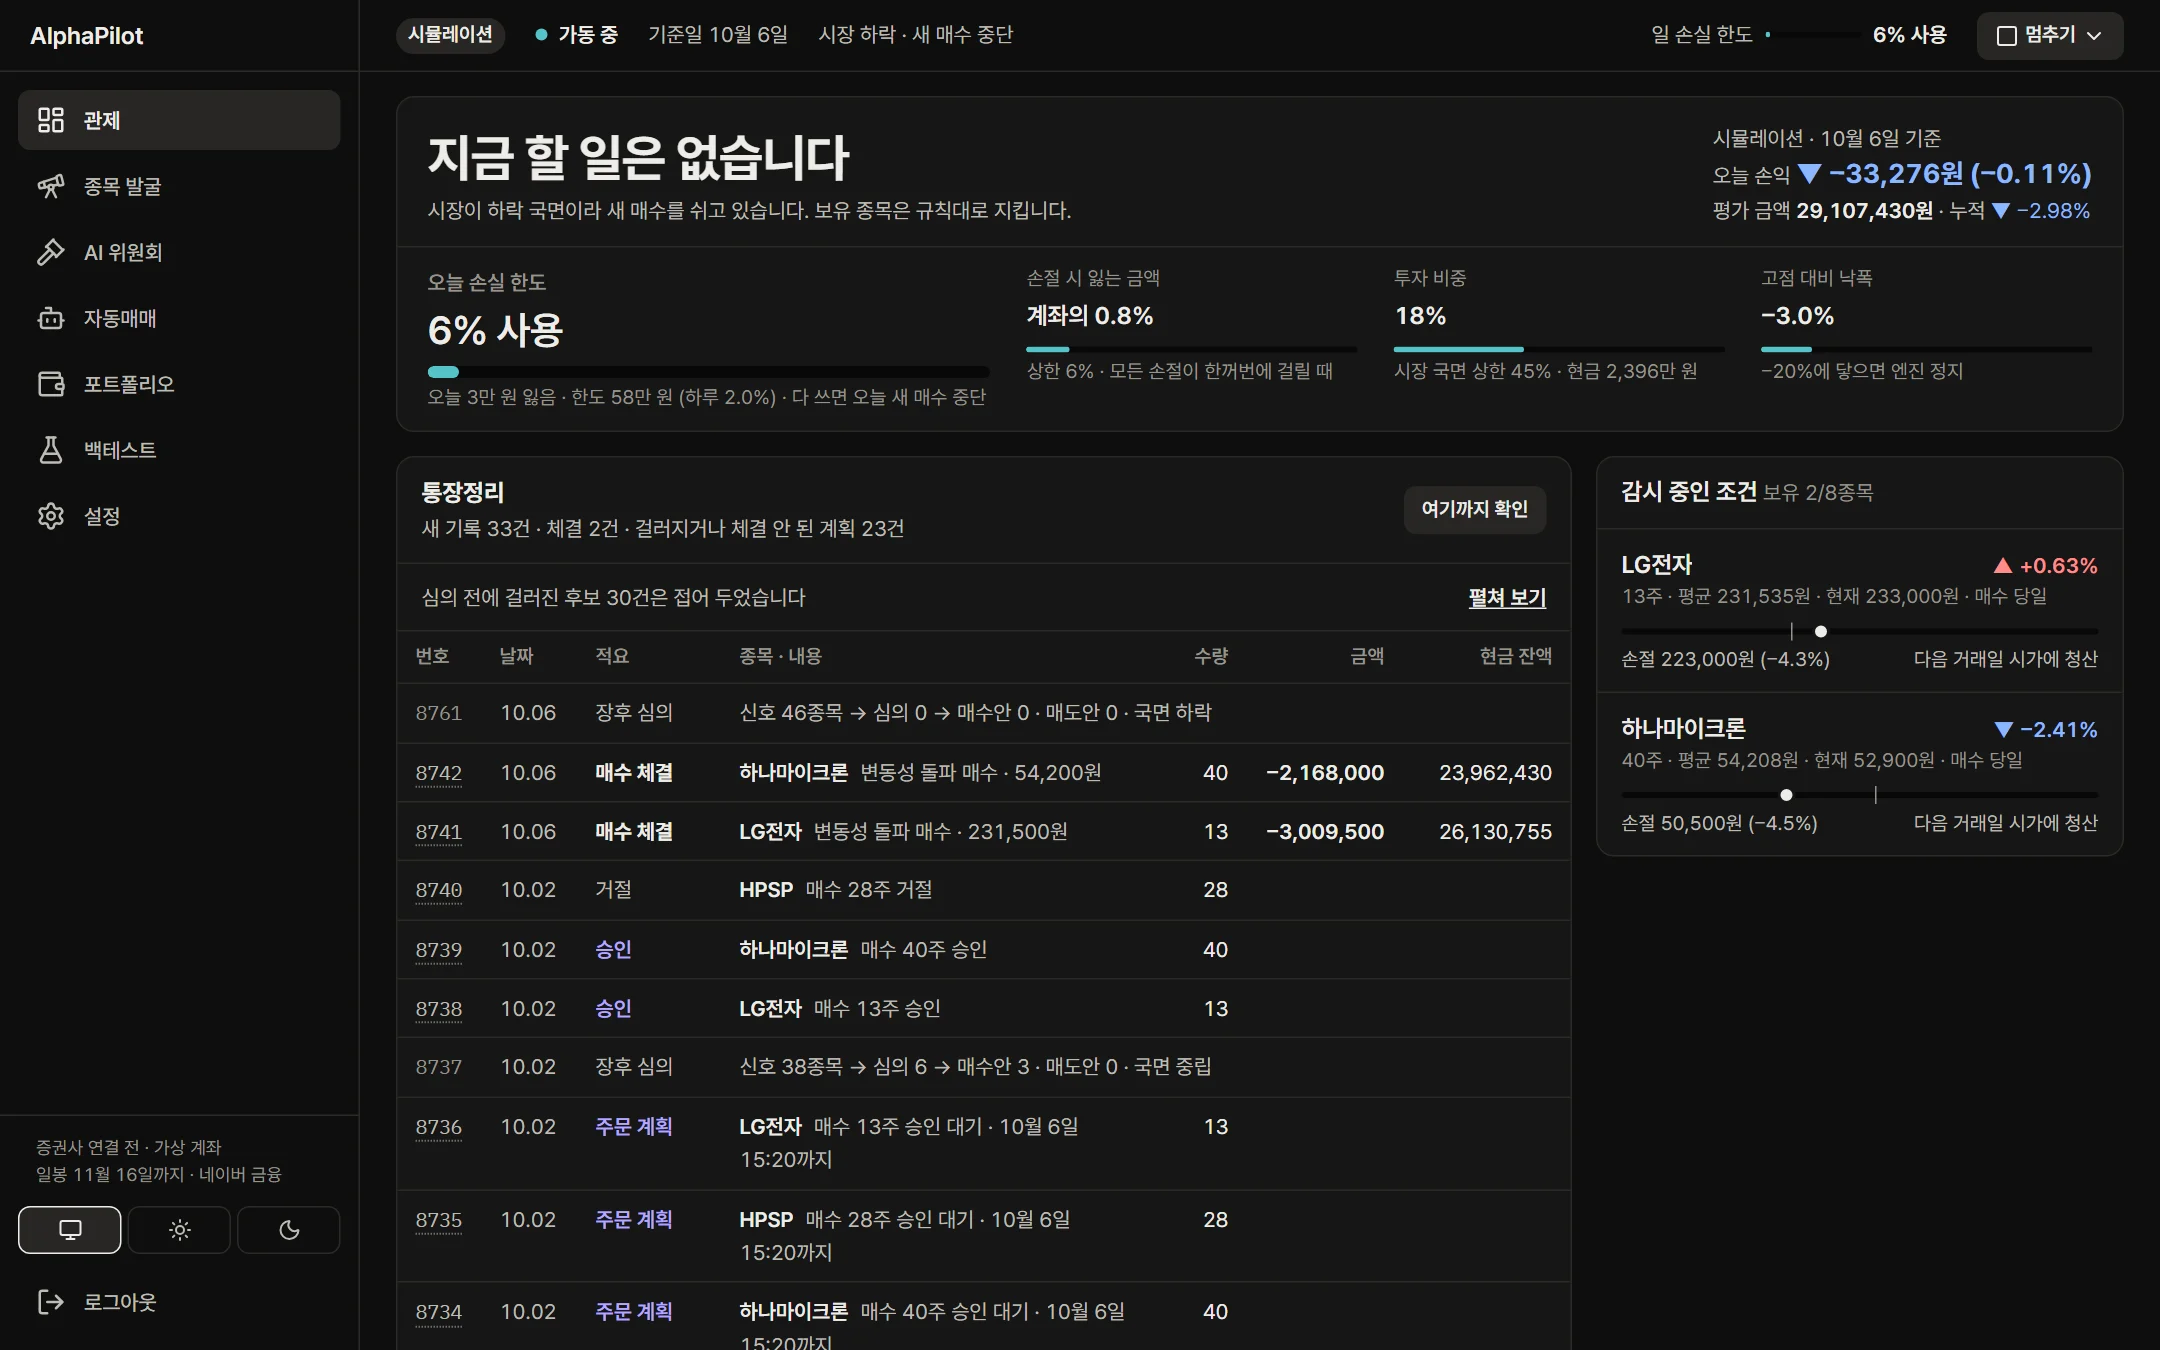 AlphaPilot
시뮬레이션
가동 중
기준일 10월 6일
시장 하락 · 새 매수 중단
일 손실 한도
6% 사용
멈추기
관제
종목 발굴
AI 위원회
자동매매
포트폴리오
백테스트
설정
지금 할 일은 없습니다
시장이 하락 국면이라 새 매수를 쉬고 있습니다. 보유 종목은 규칙대로 지킵니다.
시뮬레이션 · 10월 6일 기준
오늘 손익 ▼ −33,276원 (−0.11%)
평가 금액 29,107,430원 · 누적 ▼ −2.98%
오늘 손실 한도
6% 사용
오늘 3만 원 잃음 · 한도 58만 원 (하루 2.0%) · 다 쓰면 오늘 새 매수 중단
손절 시 잃는 금액
계좌의 0.8%
상한 6% · 모든 손절이 한꺼번에 걸릴 때
투자 비중
18%
시장 국면 상한 45% · 현금 2,396만 원
고점 대비 낙폭
−3.0%
−20%에 닿으면 엔진 정지
통장정리
새 기록 33건 · 체결 2건 · 걸러지거나 체결 안 된 계획 23건
여기까지 확인
심의 전에 걸러진 후보 30건은 접어 두었습니다
펼쳐 보기
번호 날짜 적요 종목 · 내용 수량 금액 현금 잔액
8761 10.06 장후 심의 신호 46종목 → 심의 0 → 매수안 0 · 매도안 0 · 국면 하락
8742 10.06 매수 체결 하나마이크론 변동성 돌파 매수 · 54,200원 40 −2,168,000 23,962,430
8741 10.06 매수 체결 LG전자 변동성 돌파 매수 · 231,500원 13 −3,009,500 26,130,755
8740 10.02 거절 HPSP 매수 28주 거절 28
8739 10.02 승인 하나마이크론 매수 40주 승인 40
8738 10.02 승인 LG전자 매수 13주 승인 13
8737 10.02 장후 심의 신호 38종목 → 심의 6 → 매수안 3 · 매도안 0 · 국면 중립
8736 10.02 주문 계획 LG전자 매수 13주 승인 대기 · 10월 6일 13
15:20까지
8735 10.02 주문 계획 HPSP 매수 28주 승인 대기 · 10월 6일 28
15:20까지
8734 10.02 주문 계획 하나마이크론 매수 40주 승인 대기 · 10월 6일 40
15:20까지
감시 중인 조건 보유 2/8종목
LG전자 ▲ +0.63%
13주 · 평균 231,535원 · 현재 233,000원 · 매수 당일
손절 223,000원 (−4.3%) 다음 거래일 시가에 청산
하나마이크론 ▼ −2.41%
40주 · 평균 54,208원 · 현재 52,900원 · 매수 당일
손절 50,500원 (−4.5%) 다음 거래일 시가에 청산
증권사 연결 전 · 가상 계좌
일봉 11월 16일까지 · 네이버 금융
로그아웃